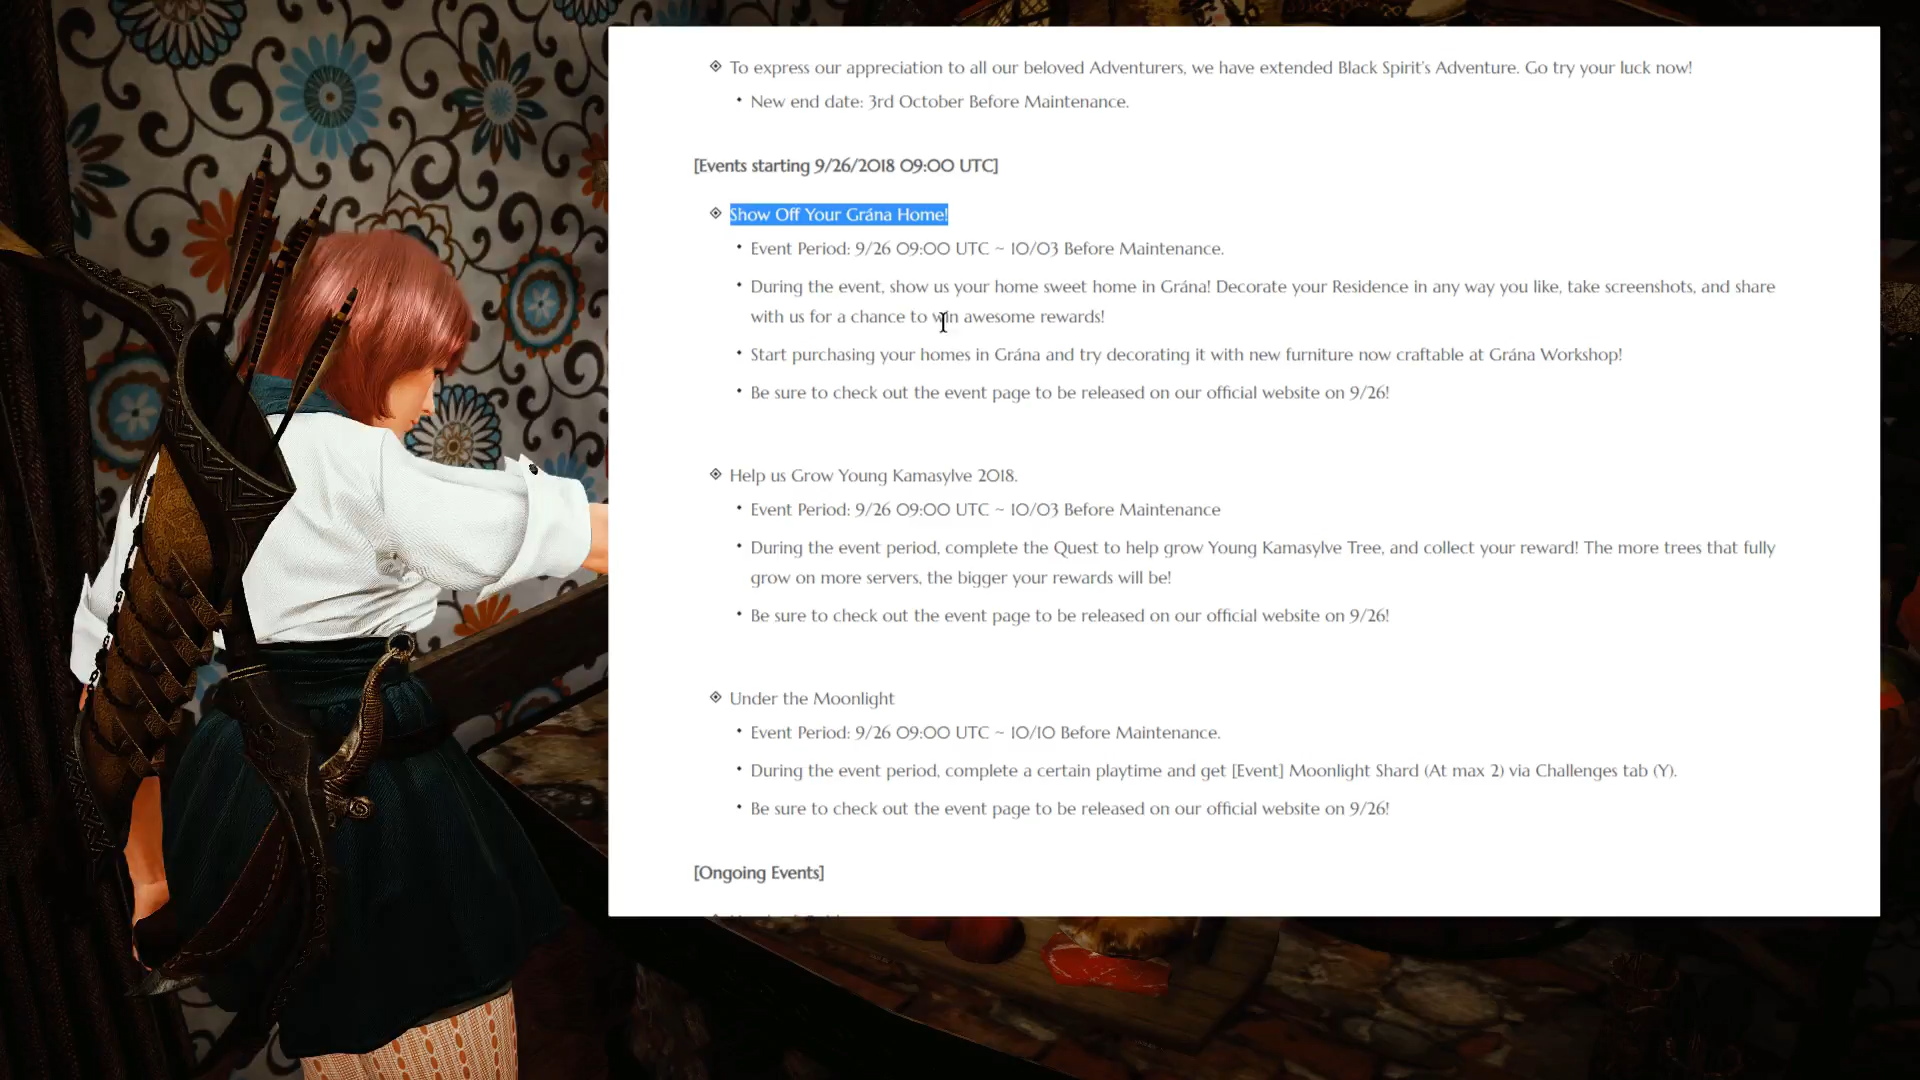 To express our appreciation to all our beloved Adventurers, we have extended Black Spirit's Adventure. Go try your luck now!
New end date: 3rd October Before Maintenance.
[Events starting 9/26/2018 09:00 UTC]
Show Off Your Grána Home!
Event Period: 9/26 09:00 UTC ~ 10/03 Before Maintenance.
During the event, show us your home sweet home in Grána! Decorate your Residence in any way you like, take screenshots, and share
with us for a chance to win awesome rewards!
Start purchasing your homes in Grána and try decorating it with new furniture now craftable at Grána Workshop!
Be sure to check out the event page to be released on our official website on 9/26!
Help us Grow Young Kamasylve 2018.
Event Period: 9/26 09:00 UTC ~ 10/03 Before Maintenance
During the event period, complete the Quest to help grow Young Kamasylve Tree, and collect your reward! The more trees that fully
grow on more servers, the bigger your rewards will be!
Be sure to check out the event page to be released on our official website on 9/26!
Under the Moonlight
Event Period: 9/26 09:00 UTC ~ 10/10 Before Maintenance.
During the event period, complete a certain playtime and get [Event] Moonlight Shard (At max 2) via Challenges tab (Y).
Be sure to check out the event page to be released on our official website on 9/26!
[Ongoing Events]